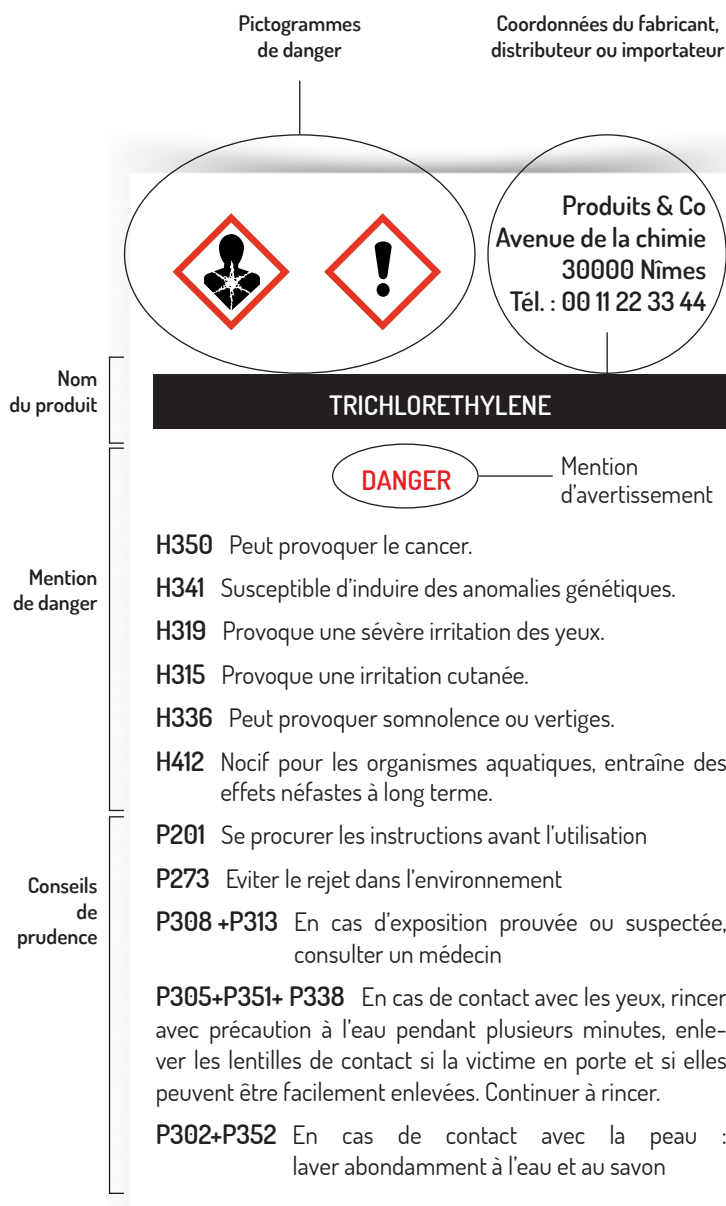 Pictogrammes
de danger
Coordonnées du fabricant,
distributeur ou importateur
Produits & Co
Avenue de la chimie
30000 Nîmes
Tél. : 00 11 22 33 44
Nom
du produit
TRICHLORETHYLENE
DANGER
Mention
d’avertissement
Mention
de danger
H350 Peut provoquer le cancer.
H341 Susceptible d’induire des anomalies génétiques.
H319 Provoque une sévère irritation des yeux.
H315 Provoque une irritation cutanée.
H336 Peut provoquer somnolence ou vertiges.
H412 Nocif pour les organismes aquatiques, entraîne des
effets néfastes à long terme.
Conseils
de
prudence
P201 Se procurer les instructions avant l’utilisation
P273 Eviter le rejet dans l’environnement
P308 +P313 En cas d’exposition prouvée ou suspectée,
consulter un médecin
P305+P351+ P338 En cas de contact avec les yeux, rincer
avec précaution à l’eau pendant plusieurs minutes, enle-
ver les lentilles de contact si la victime en porte et si elles
peuvent être facilement enlevées. Continuer à rincer.
P302+P352 En cas de contact avec la peau :
laver abondamment à l’eau et au savon